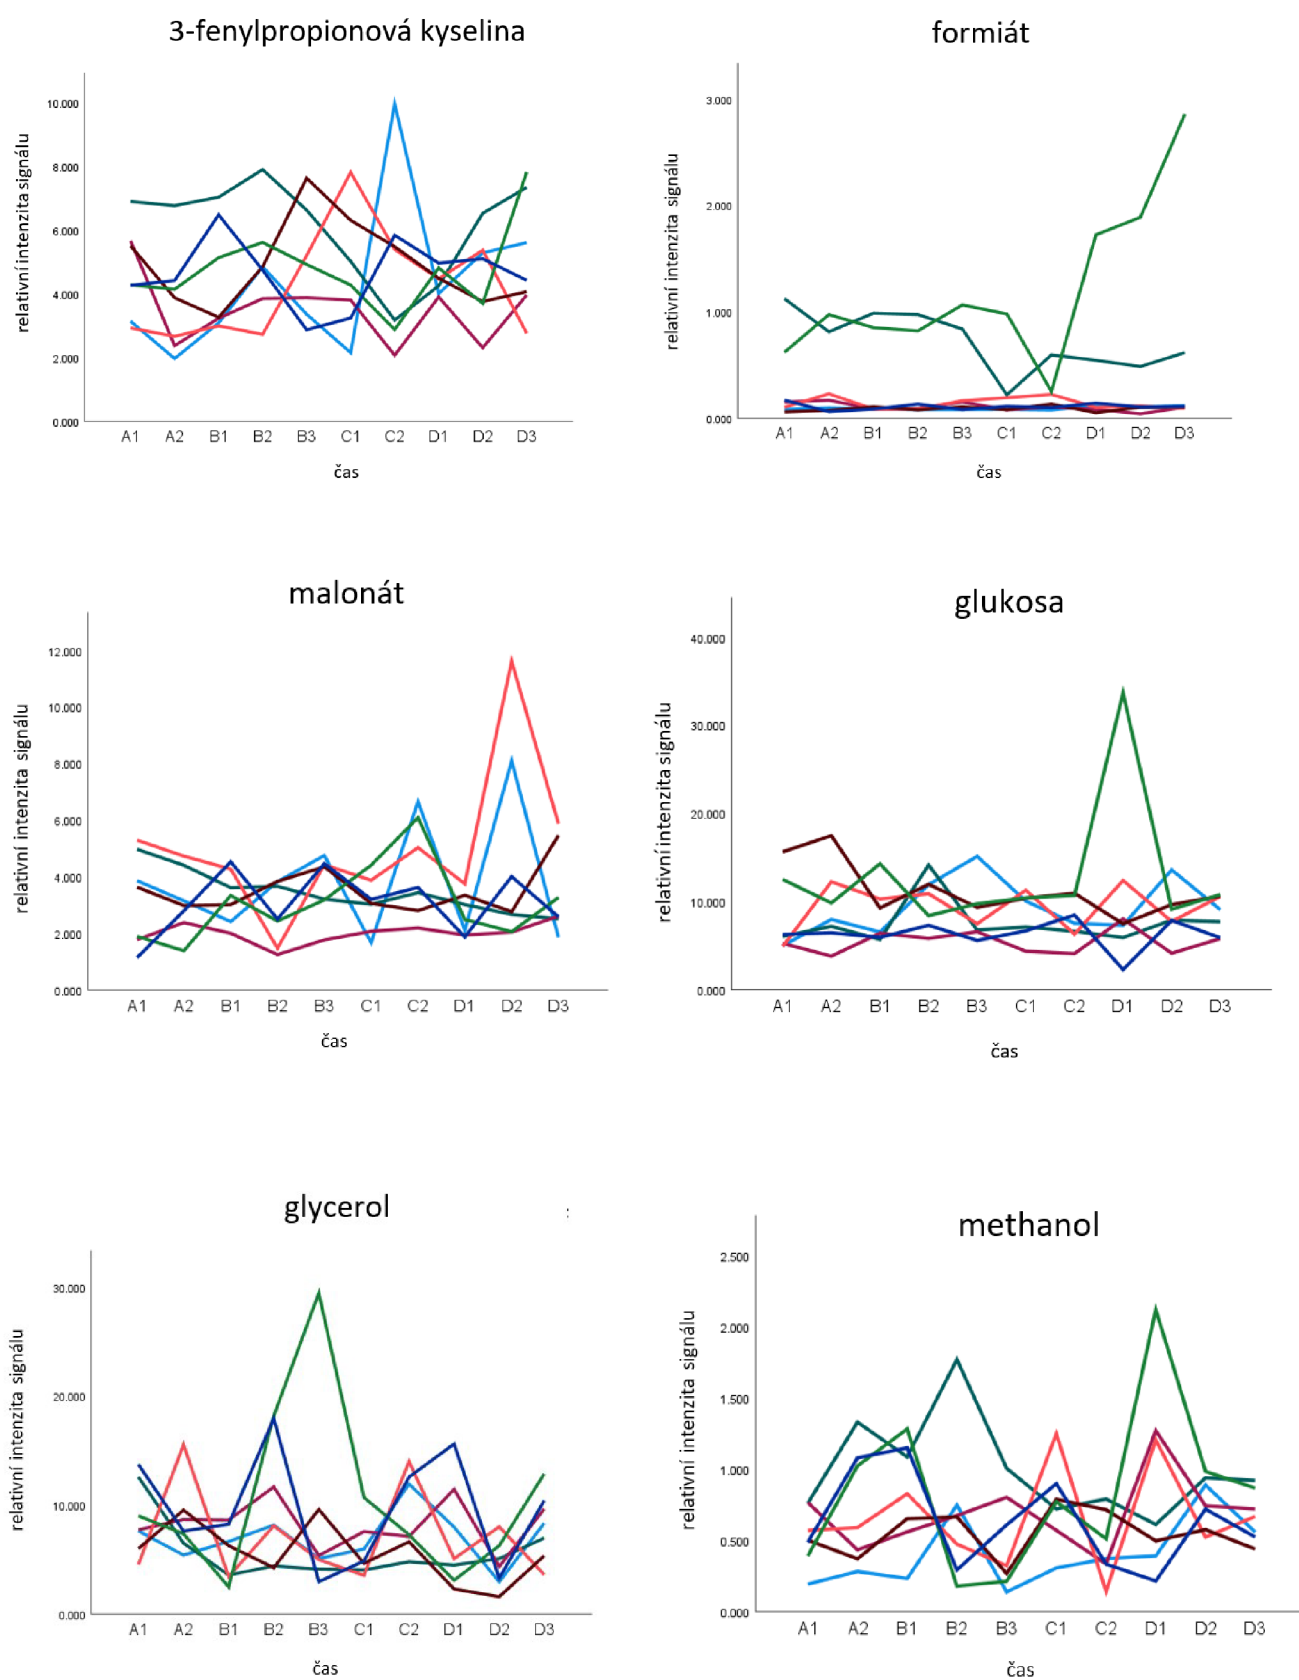 3-fenylpropionová kyselina
relativní intenzita signálu
10.000
8.000
6.000
4.000
2.000
0.000
A1 A2 B1 B2 B3 C1 C2 D1 D2 D3
čas
formiát
relativní intenzita signálu
3.000
2.000
1.000
0.000
A1 A2 B1 B2 B3 C1 C2 D1 D2 D3
čas
malonát
relativní intenzita signálu
12.000
10.000
8.000
6.000
4.000
2.000
0.000
A1 A2 B1 B2 B3 C1 C2 D1 D2 D3
čas
glukosa
relativní intenzita signálu
40.000
30.000
20.000
10.000
0.000
A1 A2 B1 B2 B3 C1 C2 D1 D2 D3
čas
glycerol
relativní intenzita signálu
30.000
20.000
10.000
0.000
A1 A2 B1 B2 B3 C1 C2 D1 D2 D3
čas
methanol
relativní intenzita signálu
2.500
2.000
1.500
1.000
0.500
0.000
A1 A2 B1 B2 B3 C1 C2 D1 D2 D3
čas